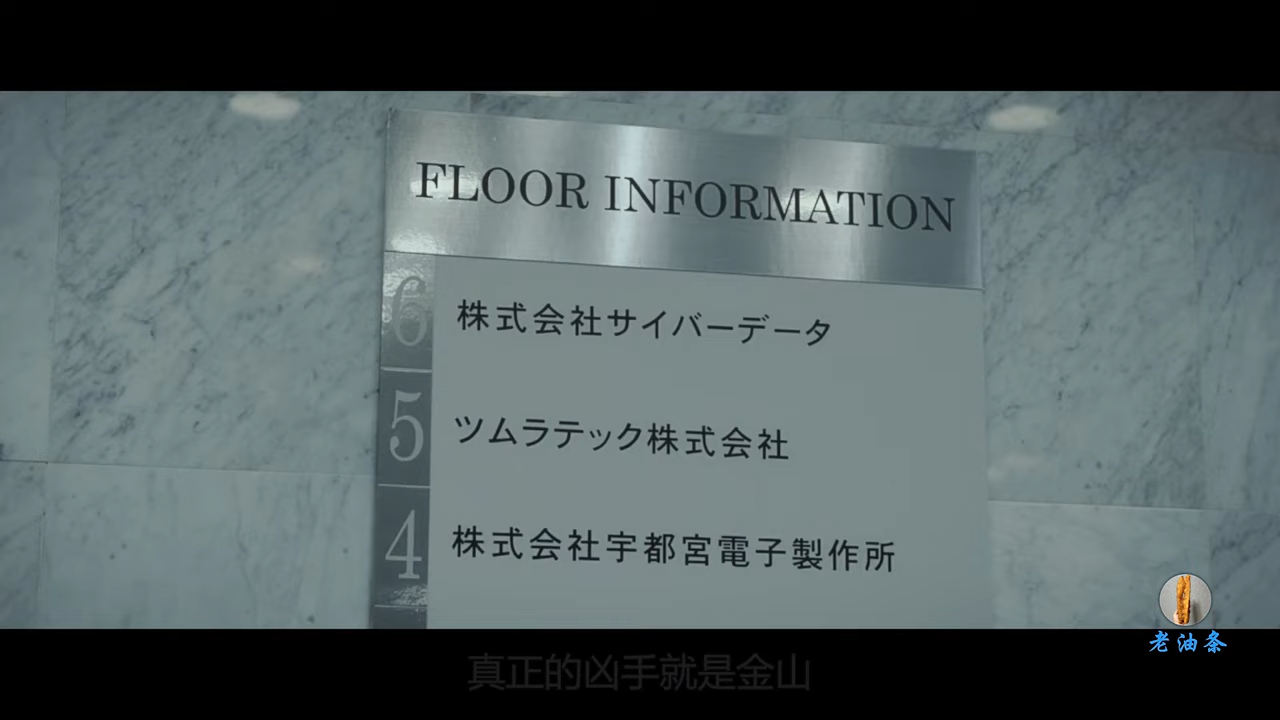 FLOOR INFORMATION
6 株式会社サイバーデータ
5 ツムラテック株式会社
4 株式会社宇都宮電子製作所
老油条
真正的凶手就是金山